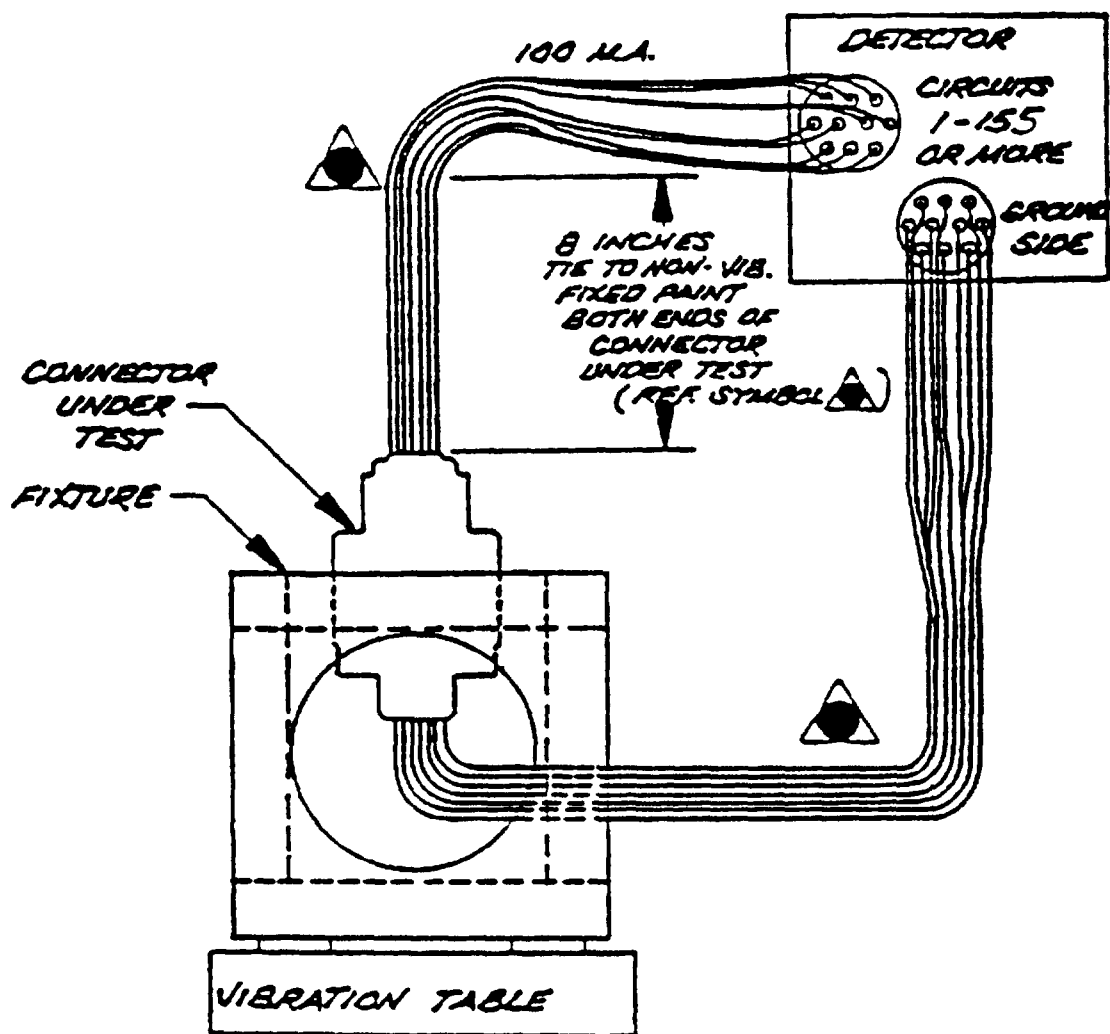 100 M.A.
DETECTOR
CIRCUITS
1-155
OR MORE
GROUND
SIDE
8 INCHES
TIE TO NON-VIB.
FIXED PAINT
BOTH ENDS OF
CONNECTOR
UNDER TEST
(REF. SYMBOL )
CONNECTOR
UNDER
TEST
FIXTURE
VIBRATION TABLE